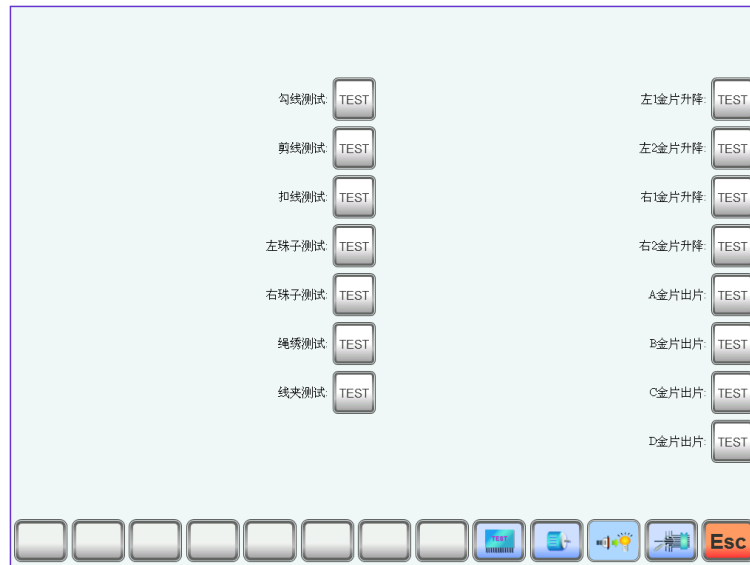 勾线测试: TEST
剪线测试: TEST
扣线测试: TEST
左珠子测试: TEST
右珠子测试: TEST
绳绣测试: TEST
线夹测试: TEST
左1金片升降: TEST
左2金片升降: TEST
右1金片升降: TEST
右2金片升降: TEST
A金片出片: TEST
B金片出片: TEST
C金片出片: TEST
D金片出片: TEST
TEST
Esc